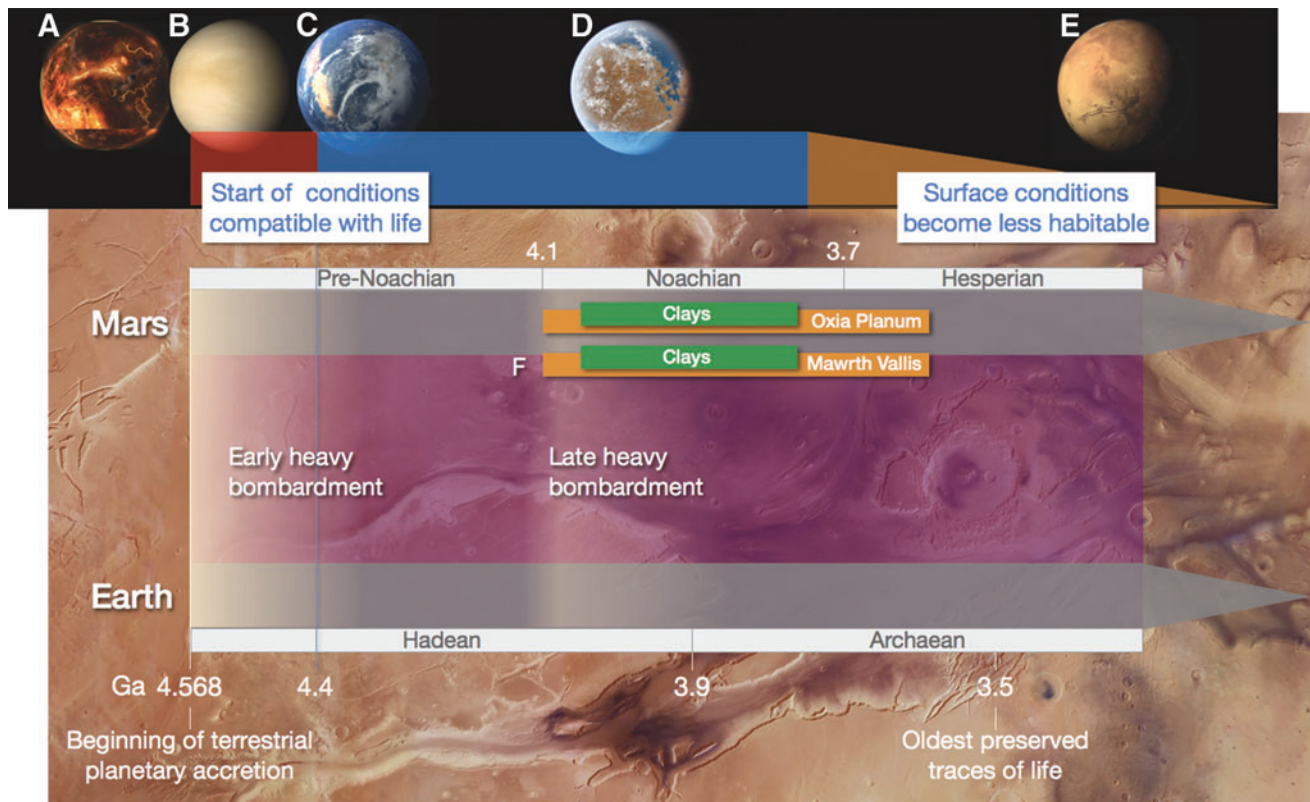 A B C D E
Start of conditions
compatible with life
Surface conditions
become less habitable
4.1 3.7
Pre-Noachian Noachian Hesperian
Mars
Clays Oxia Planum
F Clays Mawrth Vallis
Early heavy
bombardment
Late heavy
bombardment
Earth
Hadean Archaean
Ga 4.568 4.4 3.9 3.5
Beginning of terrestrial
planetary accretion
Oldest preserved
traces of life